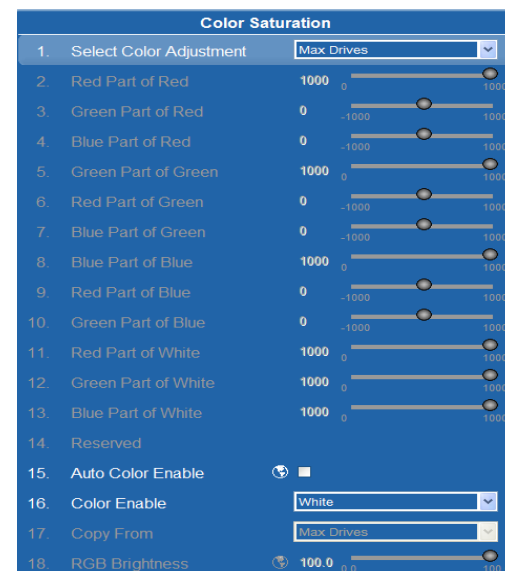 Color Saturation
1. Select Color Adjustment Max Drives
2. Red Part of Red 1000 0 1000
3. Green Part of Red 0 -1000 1000
4. Blue Part of Red 0 -1000 1000
5. Green Part of Green 1000 0 1000
6. Red Part of Green 0 -1000 1000
7. Blue Part of Green 0 -1000 1000
8. Blue Part of Blue 1000 0 1000
9. Red Part of Blue 0 -1000 1000
10. Green Part of Blue 0 -1000 1000
11. Red Part of White 1000 0 1000
12. Green Part of White 1000 0 1000
13. Blue Part of White 1000 0 1000
14. Reserved
15. Auto Color Enable
16. Color Enable White
17. Copy From Max Drives
18. RGB Brightness 100.0 0.0 100